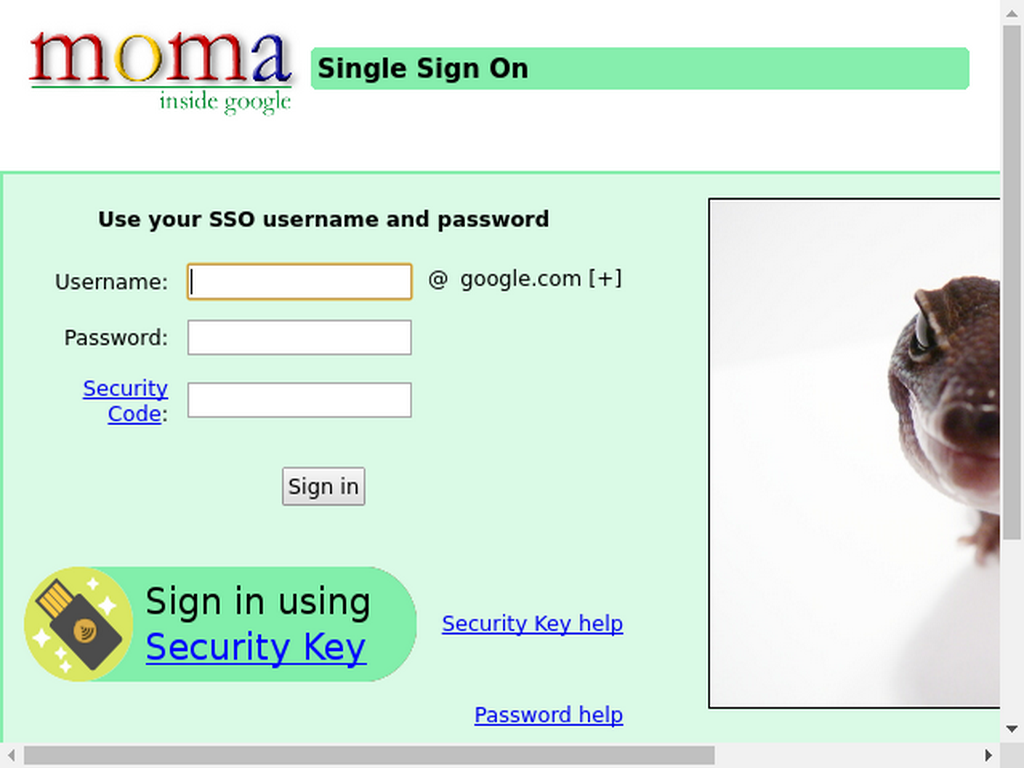 moma
inside google
Single Sign On
Use your SSO username and password
Username:
@ google.com [+]
Password:
Security
Code:
Sign in
Sign in using
Security Key
Security Key help
Password help